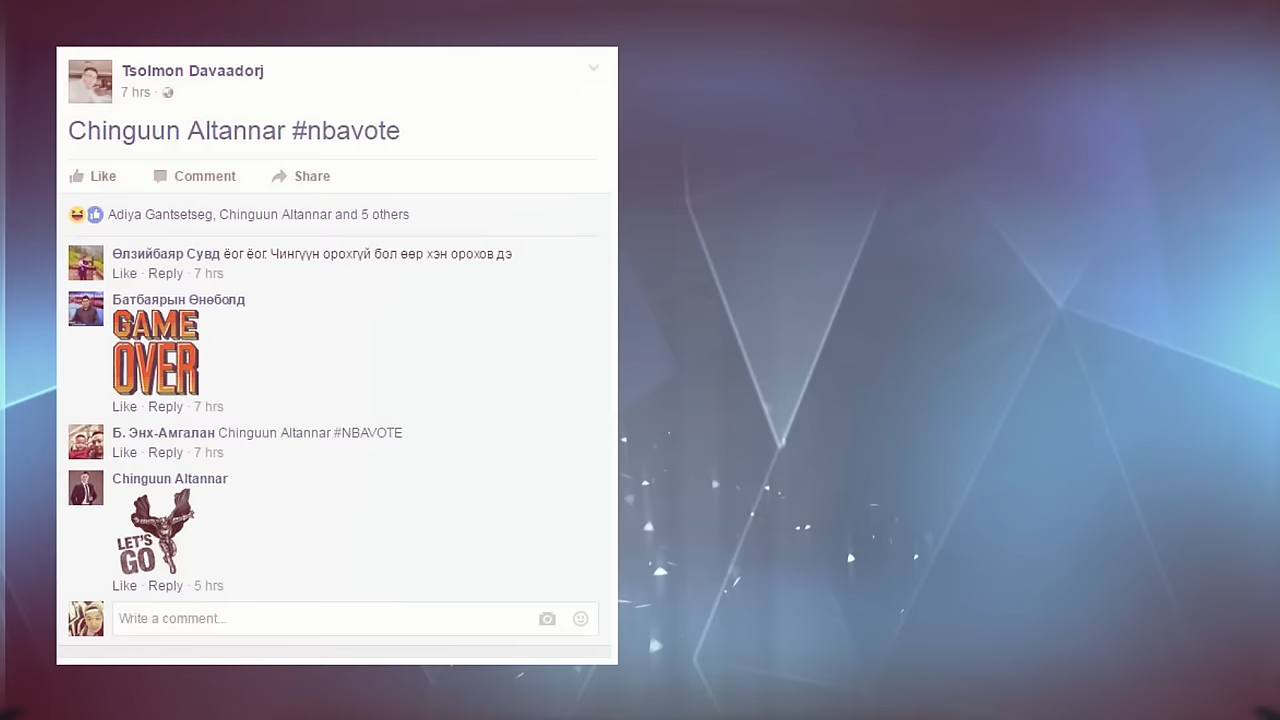 Tsolmon Davaadorj
7 hrs ·
Chinguun Altannar #nbavote
Like Comment Share
Adiya Gantsetseg, Chinguun Altannar and 5 others
Өлзийбаяр Сувд ёог ёог. Чингүүн орохгүй бол өөр хэн орохов дэ
Like · Reply · 7 hrs
Батбаярын Өнөболд
GAME
OVER
Like · Reply · 7 hrs
Б. Энх-Амгалан Chinguun Altannar #NBAVOTE
Like · Reply · 7 hrs
Chinguun Altannar
LET'S
GO
Like · Reply · 5 hrs
Write a comment...